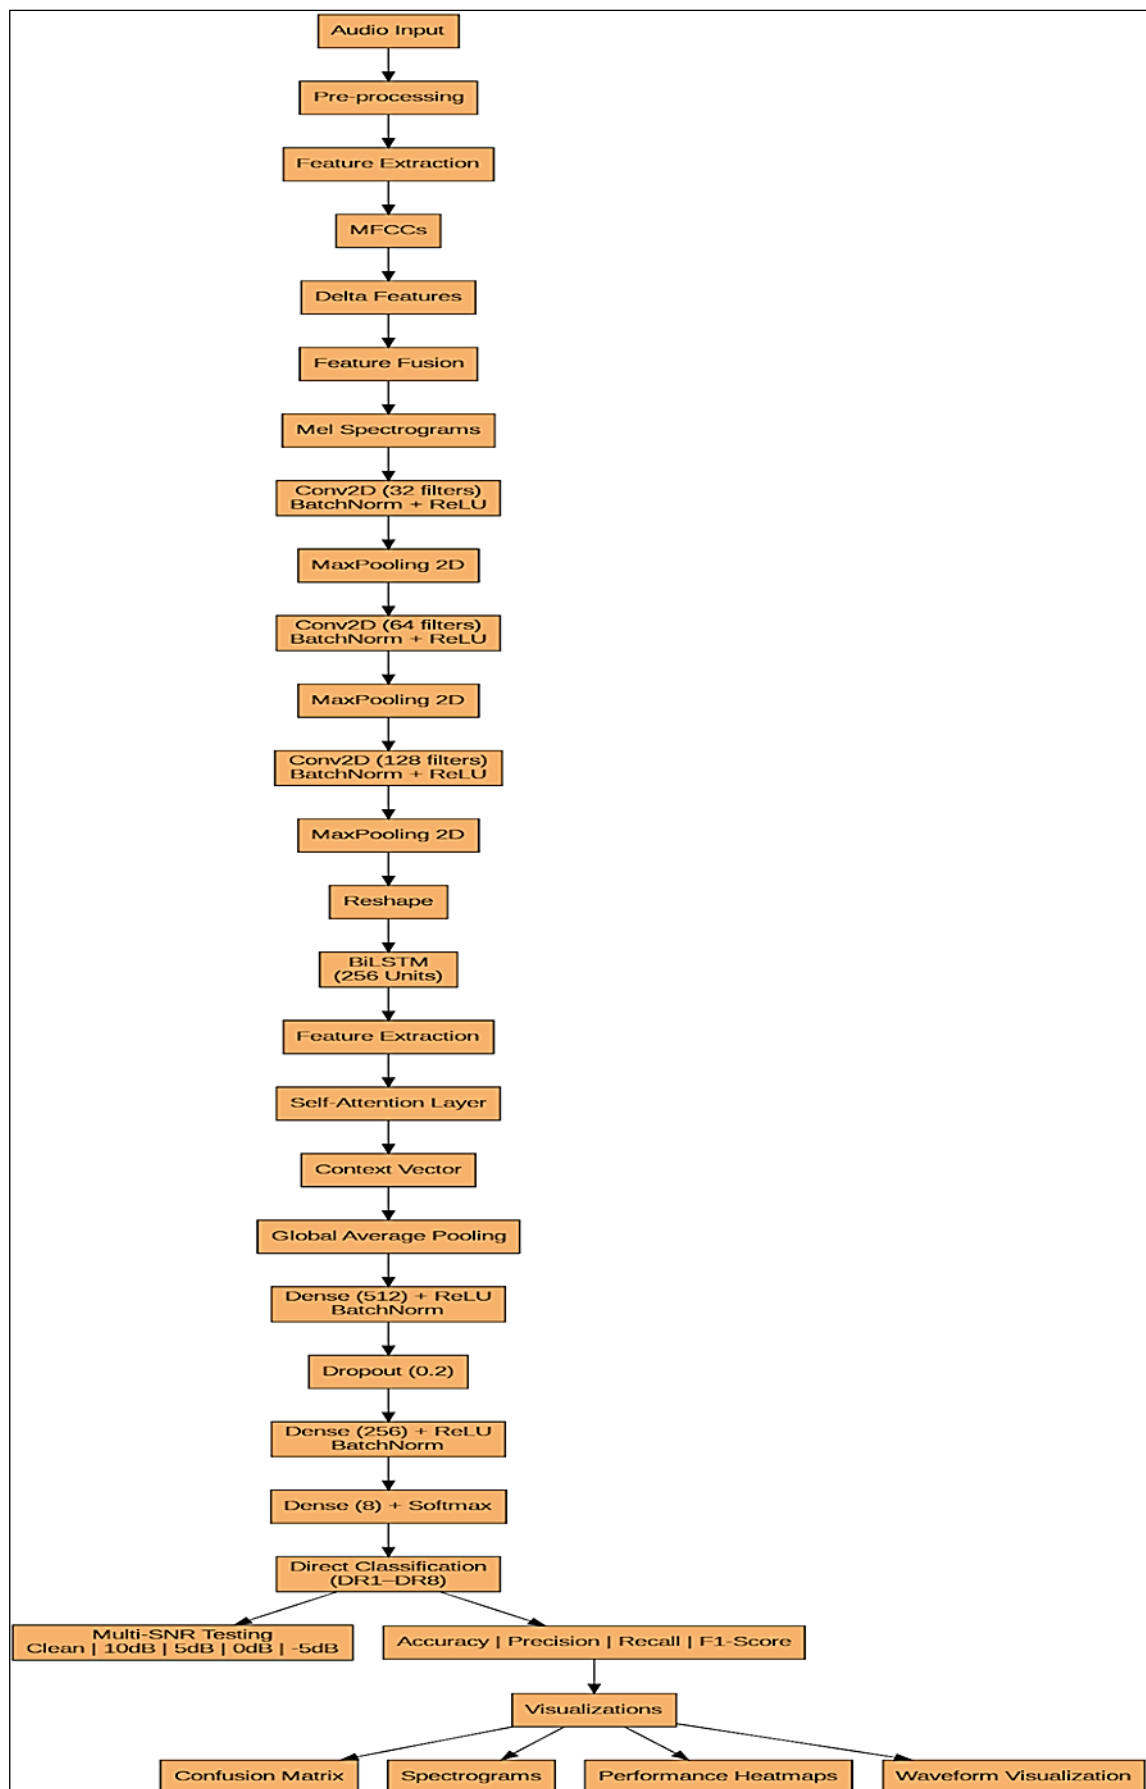 Audio Input
Pre-processing
Feature Extraction
MFCCs
Delta Features
Feature Fusion
Mel Spectrograms
Conv2D (32 filters)
BatchNorm + ReLU
MaxPooling 2D
Conv2D (64 filters)
BatchNorm + ReLU
MaxPooling 2D
Conv2D (128 filters)
BatchNorm + ReLU
MaxPooling 2D
Reshape
BiLSTM
(256 Units)
Feature Extraction
Self-Attention Layer
Context Vector
Global Average Pooling
Dense (512) + ReLU
BatchNorm
Dropout (0.2)
Dense (256) + ReLU
BatchNorm
Dense (8) + Softmax
Direct Classification
(DR1–DR8)
Multi-SNR Testing
Clean | 10dB | 5dB | 0dB | -5dB
Accuracy | Precision | Recall | F1-Score
Visualizations
Confusion Matrix
Spectrograms
Performance Heatmaps
Waveform Visualization